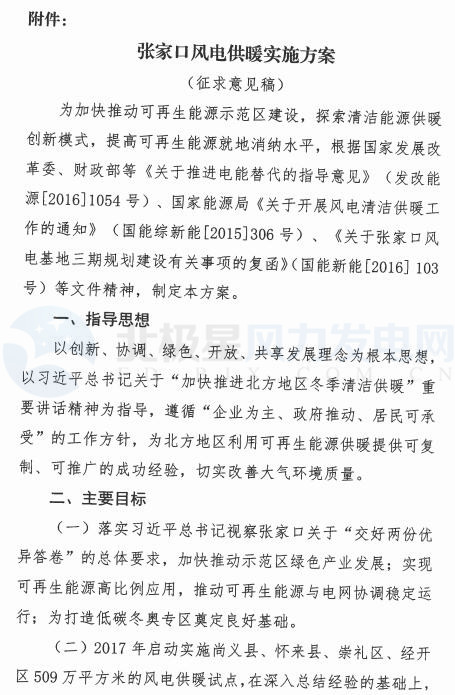 附件：
张家口风电供暖实施方案
（征求意见稿）
为加快推动可再生能源示范区建设，探索清洁能源供暖
创新模式，提高可再生能源就地消纳水平，根据国家发展改
革委、财政部等《关于推进电能替代的指导意见》（发改能
源[2016]1054 号）、国家能源局《关于开展风电清洁供暖工
作的通知》（国能综新能[2015]306 号）、《关于张家口风
电基地三期规划建设有关事项的复函》（国能新能[2016] 103
号）等文件精神，制定本方案。
一、指导思想
北极星风力发电网
以创新、协调、绿色、开放、共享发展理念为根本思想，
以习近平总书记关于“加快推进北方地区冬季清洁供暖”重
要讲话精神为指导，遵循“企业为主、政府推动、居民可承
受”的工作方针，为北方地区利用可再生能源供暖提供可复
制、可推广的成功经验，切实改善大气环境质量。
二、主要目标
（一）落实习近平总书记视察张家口关于“交好两份优
异答卷”的总体要求，加快推动示范区绿色产业发展；实现
可再生能源高比例应用，推动可再生能源与电网协调稳定运
行；为打造低碳冬奥专区奠定良好基础。
（二）2017 年启动实施尚义县、怀来县、崇礼区、经开
区 509 万平方米的风电供暖试点，在深入总结经验的基础上，